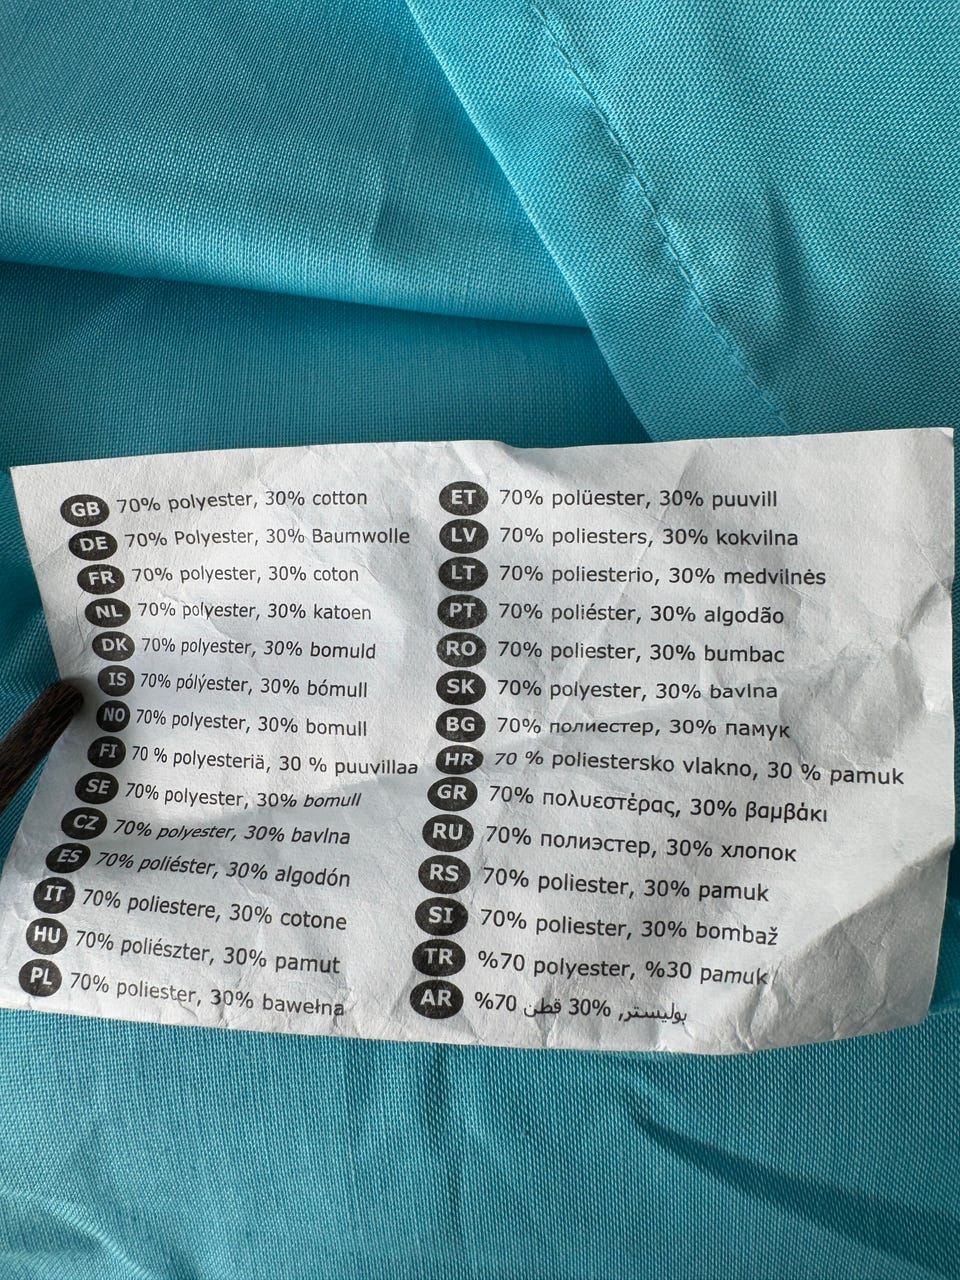 GB 70% polyester, 30% cotton
DE 70% Polyester, 30% Baumwolle
FR 70% polyester, 30% coton
NL 70% polyester, 30% katoen
DK 70% polyester, 30% bomuld
IS 70% pólýester, 30% bómull
NO 70% polyester, 30% bomull
FI 70 % polyesteriä, 30 % puuvillaa
SE 70% polyester, 30% bomull
CZ 70% polyester, 30% bavlna
ES 70% poliéster, 30% algodón
IT 70% poliestere, 30% cotone
HU 70% poliészter, 30% pamut
PL 70% poliester, 30% bawełna
ET 70% polüester, 30% puuvill
LV 70% poliesters, 30% kokvilna
LT 70% poliesterio, 30% medvilnės
PT 70% poliéster, 30% algodão
RO 70% poliester, 30% bumbac
SK 70% polyester, 30% bavlna
BG 70% полиестер, 30% памук
HR 70 % poliestersko vlakno, 30 % pamuk
GR 70% πολυεστέρας, 30% βαμβάκι
RU 70% полиэстер, 30% хлопок
RS 70% poliester, 30% pamuk
SI 70% poliester, 30% bombaž
TR %70 polyester, %30 pamuk
AR %70 بوليستر, 30% قطن